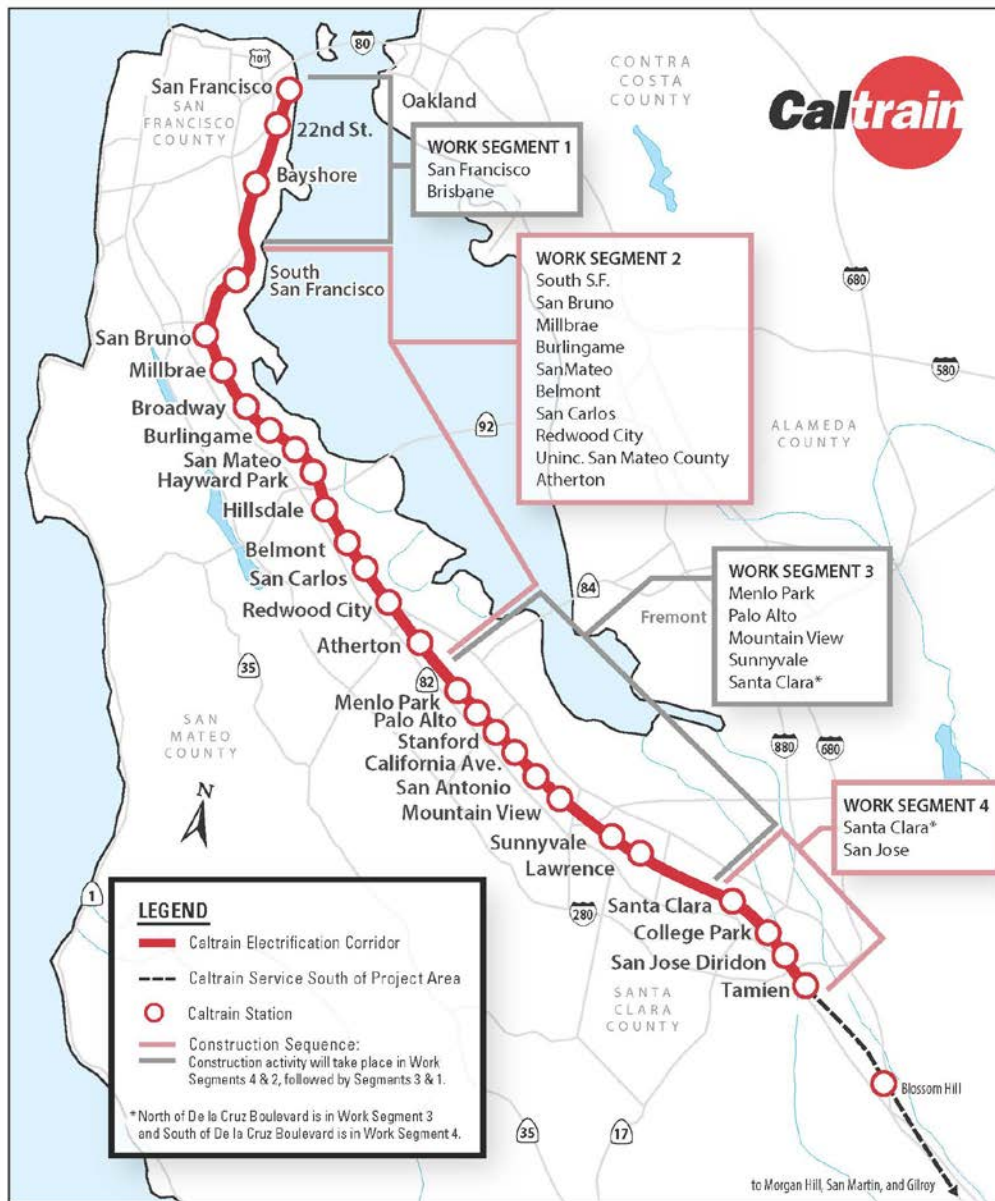 Caltrain
80
101
CONTRA
COSTA
COUNTY
San Francisco
SAN
FRANCISCO
COUNTY
Oakland
22nd St.
Bayshore
WORK SEGMENT 1
San Francisco
Brisbane
South
San Francisco
WORK SEGMENT 2
South S.F.
San Bruno
Millbrae
Burlingame
SanMateo
Belmont
San Carlos
Redwood City
Uninc. San Mateo County
Atherton
680
580
San Bruno
Millbrae
Broadway
Burlingame
San Mateo
Hayward Park
Hillsdale
Belmont
San Carlos
Redwood City
Atherton
92
ALAMEDA
COUNTY
84
Fremont
WORK SEGMENT 3
Menlo Park
Palo Alto
Mountain View
Sunnyvale
Santa Clara*
35
82
SAN
MATEO
COUNTY
Menlo Park
Palo Alto
Stanford
California Ave.
San Antonio
Mountain View
Sunnyvale
Lawrence
880
680
WORK SEGMENT 4
Santa Clara*
San Jose
N
1
280
Santa Clara
College Park
San Jose Diridon
Tamien
SANTA
CLARA
COUNTY
LEGEND
Caltrain Electrification Corridor
Caltrain Service South of Project Area
Caltrain Station
Construction Sequence:
Construction activity will take place in Work
Segments 4 & 2, followed by Segments 3 & 1.
*North of De la Cruz Boulevard is in Work Segment 3
and South of De la Cruz Boulevard is in Work Segment 4.
Blossom Hill
35
17
to Morgan Hill, San Martin, and Gilroy